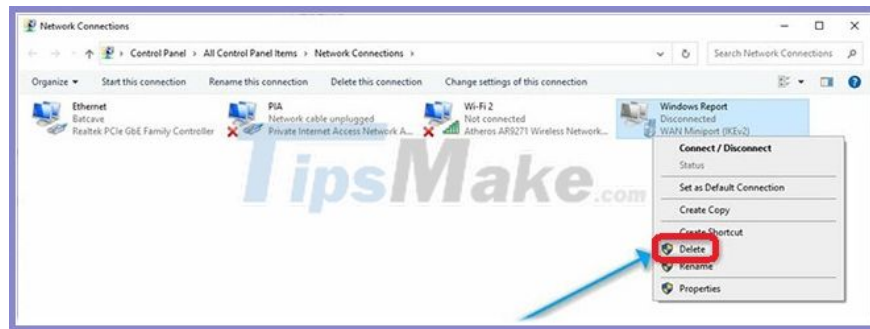 Network Connections
Control Panel > All Control Panel Items > Network Connections >
Search Network Connections
Organize Start this connection Rename this connection Delete this connection Change settings of this connection
Ethernet
Batcave
Realtek PCIe GbE Family Controller
PIA
Network cable unplugged
Private Internet Access Network A...
Wi-Fi 2
Not connected
Atheros AR9271 Wireless Network...
Windows Report
Disconnected
WAN Miniport (IKEv2)
Connect / Disconnect
Status
Set as Default Connection
Create Copy
Create Shortcut
Delete
Rename
Properties
TipsMake.com